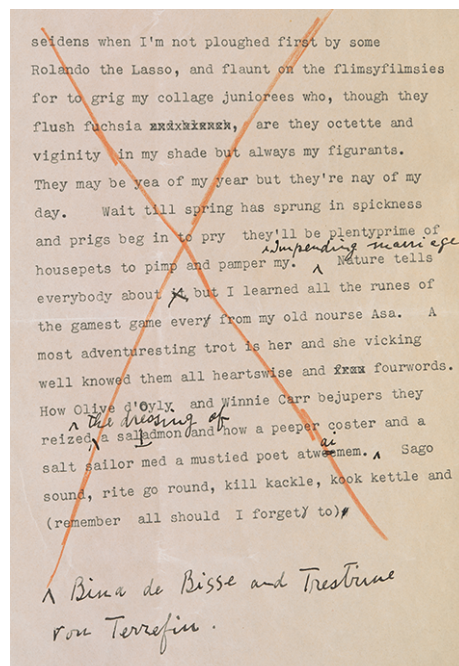 seidens when I'm not ploughed first by some
Rolando the Lasso, and flaunt on the flimsyfilmsies
for to grig my collage juniorees who, though they
flush fuchsia , are they octette and
viginity in my shade but always my figurants.
They may be yea of my year but they're nay of my
day. Wait till spring has sprung in spickness
and prigs beg in to pry they'll be plentyprime of
impending marriage
housepets to pimp and pamper my. ^ Nature tells
everybody about but I learned all the runes of
the gamest game ever from my old nourse Asa. A
most adventuresting trot is her and she vicking
well knowed them all heartswise and fourwords.
How Olive d'Oyly and Winnie Carr bejupers they
^ the dressing of
reized ^ a saladmon and how a peeper coster and a
ai
salt sailor med a mustied poet atwemem. ^ Sago
sound, rite go round, kill kackle, kook kettle and
(remember all should I forget to)
^ Bina de Bisse and Trestrine
von Terrefin.